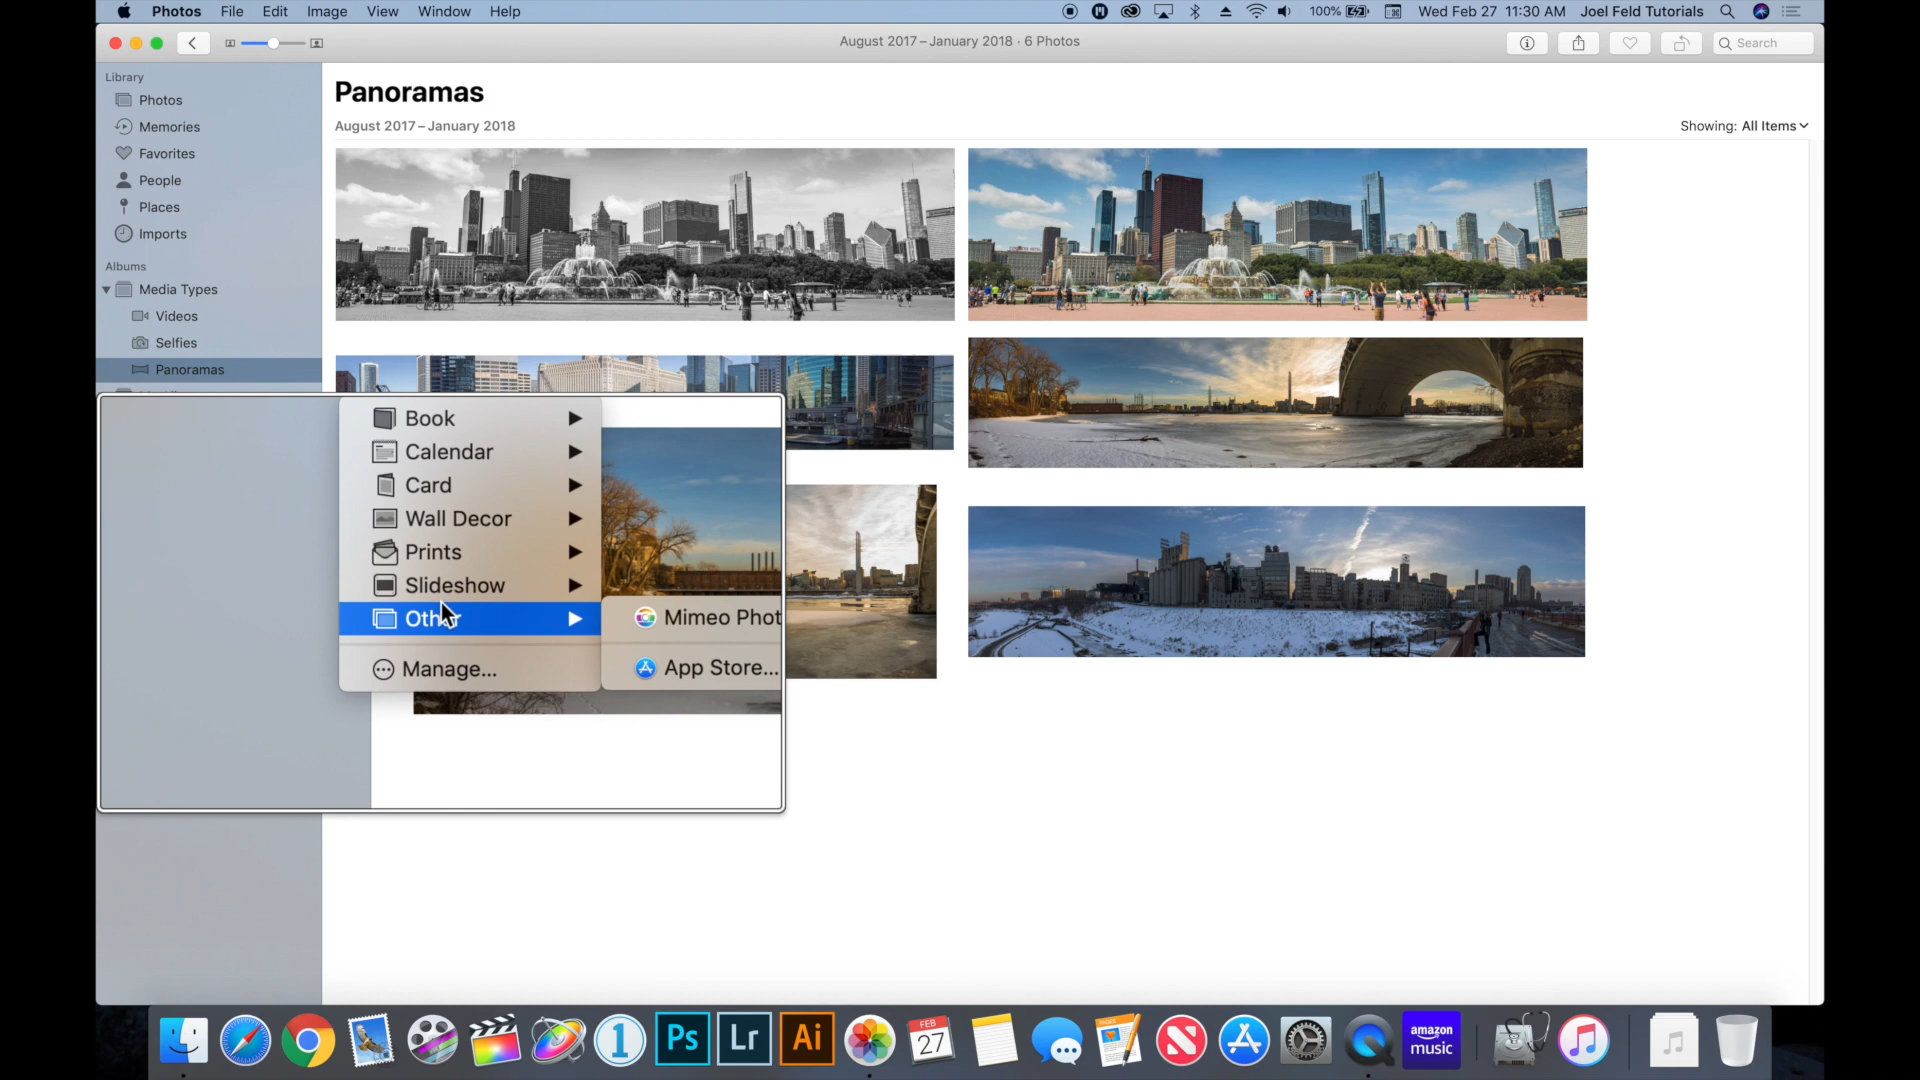 Photos File Edit Image View Window Help
100% Wed Feb 27 11:30 AM Joel Feld Tutorials
August 2017 – January 2018 · 6 Photos
Search
Library
Photos
Memories
Favorites
People
Places
Imports
Albums
Media Types
Videos
Selfies
Panoramas
Panoramas
August 2017 – January 2018
Showing: All Items
Book
Calendar
Card
Wall Decor
Prints
Slideshow
Other
Manage...
Mimeo Phot
App Store...
1
Ps
Lr
Ai
FEB
27
PAGES
amazon
music